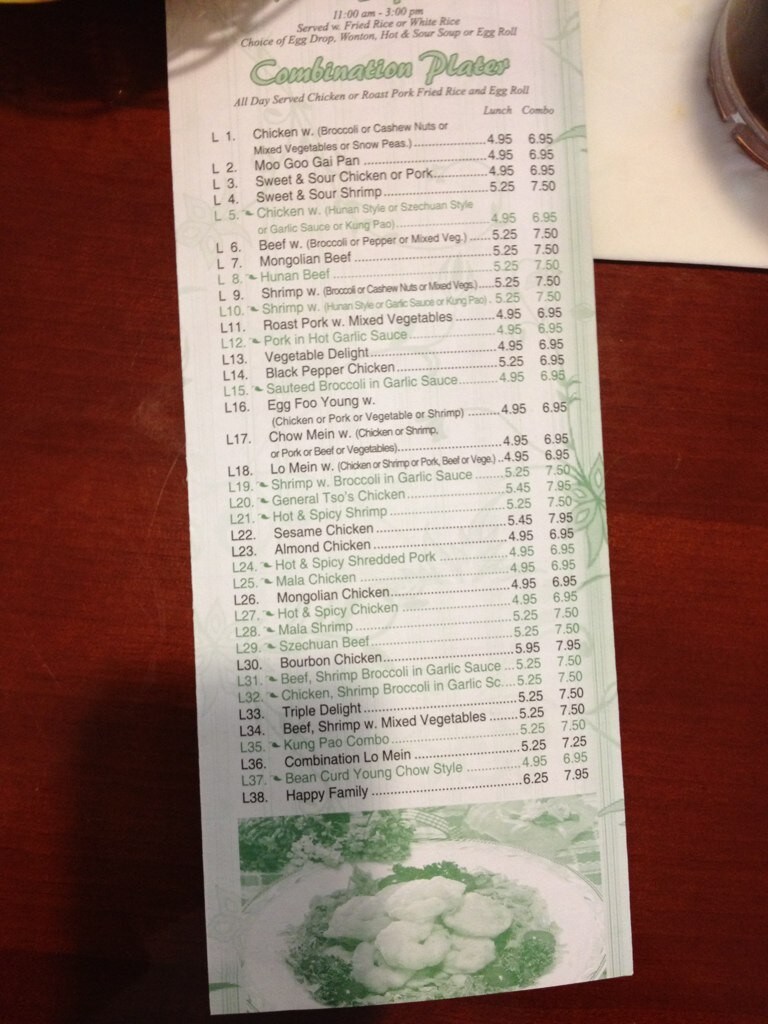 11:00 am - 3:00 pm
Served w. Fried Rice or White Rice
Choice of Egg Drop, Wonton, Hot & Sour Soup or Egg Roll
Combination Plater
All Day Served Chicken or Roast Pork Fried Rice and Egg Roll
Lunch Combo
L 1. Chicken w. (Broccoli or Cashew Nuts or
Mixed Vegetables or Snow Peas.) 4.95 6.95
L 2. Moo Goo Gai Pan 4.95 6.95
L 3. Sweet & Sour Chicken or Pork 4.95 6.95
L 4. Sweet & Sour Shrimp 5.25 7.50
L 5. Chicken w. (Hunan Style or Szechuan Style
or Garlic Sauce or Kung Pao) 4.95 6.95
L 6. Beef w. (Broccoli or Pepper or Mixed Veg.) 5.25 7.50
L 7. Mongolian Beef 5.25 7.50
L 8. Hunan Beef 5.25 7.50
L 9. Shrimp w. (Broccoli or Cashew Nuts or Mixed Vegs.) 5.25 7.50
L10. Shrimp w. (Hunan Style or Garlic Sauce or Kung Pao) 5.25 7.50
L11. Roast Pork w. Mixed Vegetables 4.95 6.95
L12. Pork in Hot Garlic Sauce 4.95 6.95
L13. Vegetable Delight 4.95 6.95
L14. Black Pepper Chicken 5.25 6.95
L15. Sauteed Broccoli in Garlic Sauce 4.95 6.95
L16. Egg Foo Young w.
(Chicken or Pork or Vegetable or Shrimp) 4.95 6.95
L17. Chow Mein w. (Chicken or Shrimp,
or Pork or Beef or Vegetables) 4.95 6.95
L18. Lo Mein w. (Chicken or Shrimp or Pork, Beef or Vege.) 4.95 6.95
L19. Shrimp w. Broccoli in Garlic Sauce 5.25 7.50
L20. General Tso's Chicken 5.45 7.95
L21. Hot & Spicy Shrimp 5.25 7.50
L22. Sesame Chicken 5.45 7.95
L23. Almond Chicken 4.95 6.95
L24. Hot & Spicy Shredded Pork 4.95 6.95
L25. Mala Chicken 4.95 6.95
L26. Mongolian Chicken 4.95 6.95
L27. Hot & Spicy Chicken 4.95 6.95
L28. Mala Shrimp 5.25 7.50
L29. Szechuan Beef 5.25 7.50
L30. Bourbon Chicken 5.95 7.95
L31. Beef, Shrimp Broccoli in Garlic Sauce 5.25 7.50
L32. Chicken, Shrimp Broccoli in Garlic Sc. 5.25 7.50
L33. Triple Delight 5.25 7.50
L34. Beef, Shrimp w. Mixed Vegetables 5.25 7.50
L35. Kung Pao Combo 5.25 7.50
L36. Combination Lo Mein 5.25 7.25
L37. Bean Curd Young Chow Style 4.95 6.95
L38. Happy Family 6.25 7.95